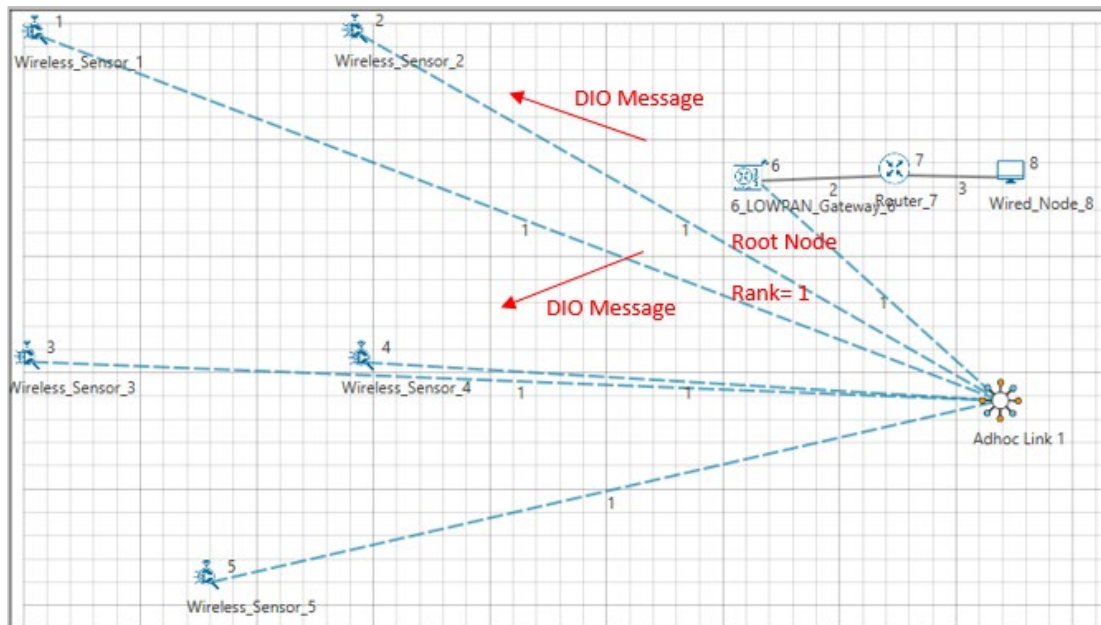 1
Wireless_Sensor_1
2
Wireless_Sensor_2
DIO Message
6
6_LOWPAN_Gateway_6
2
7
Router_7
3
8
Wired_Node_8
1
1
Root Node
DIO Message
Rank= 1
1
3
Wireless_Sensor_3
4
Wireless_Sensor_4
1
1
Adhoc Link 1
1
5
Wireless_Sensor_5